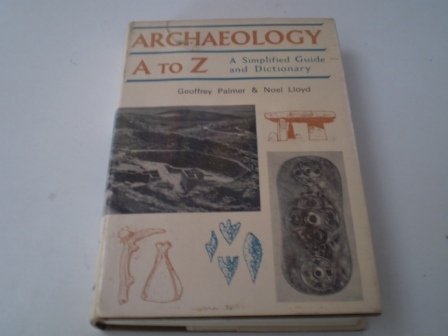 ARCHAEOLOGY
A TO Z A Simplified Guide
and Dictionary
Geoffrey Palmer & Noel Lloyd